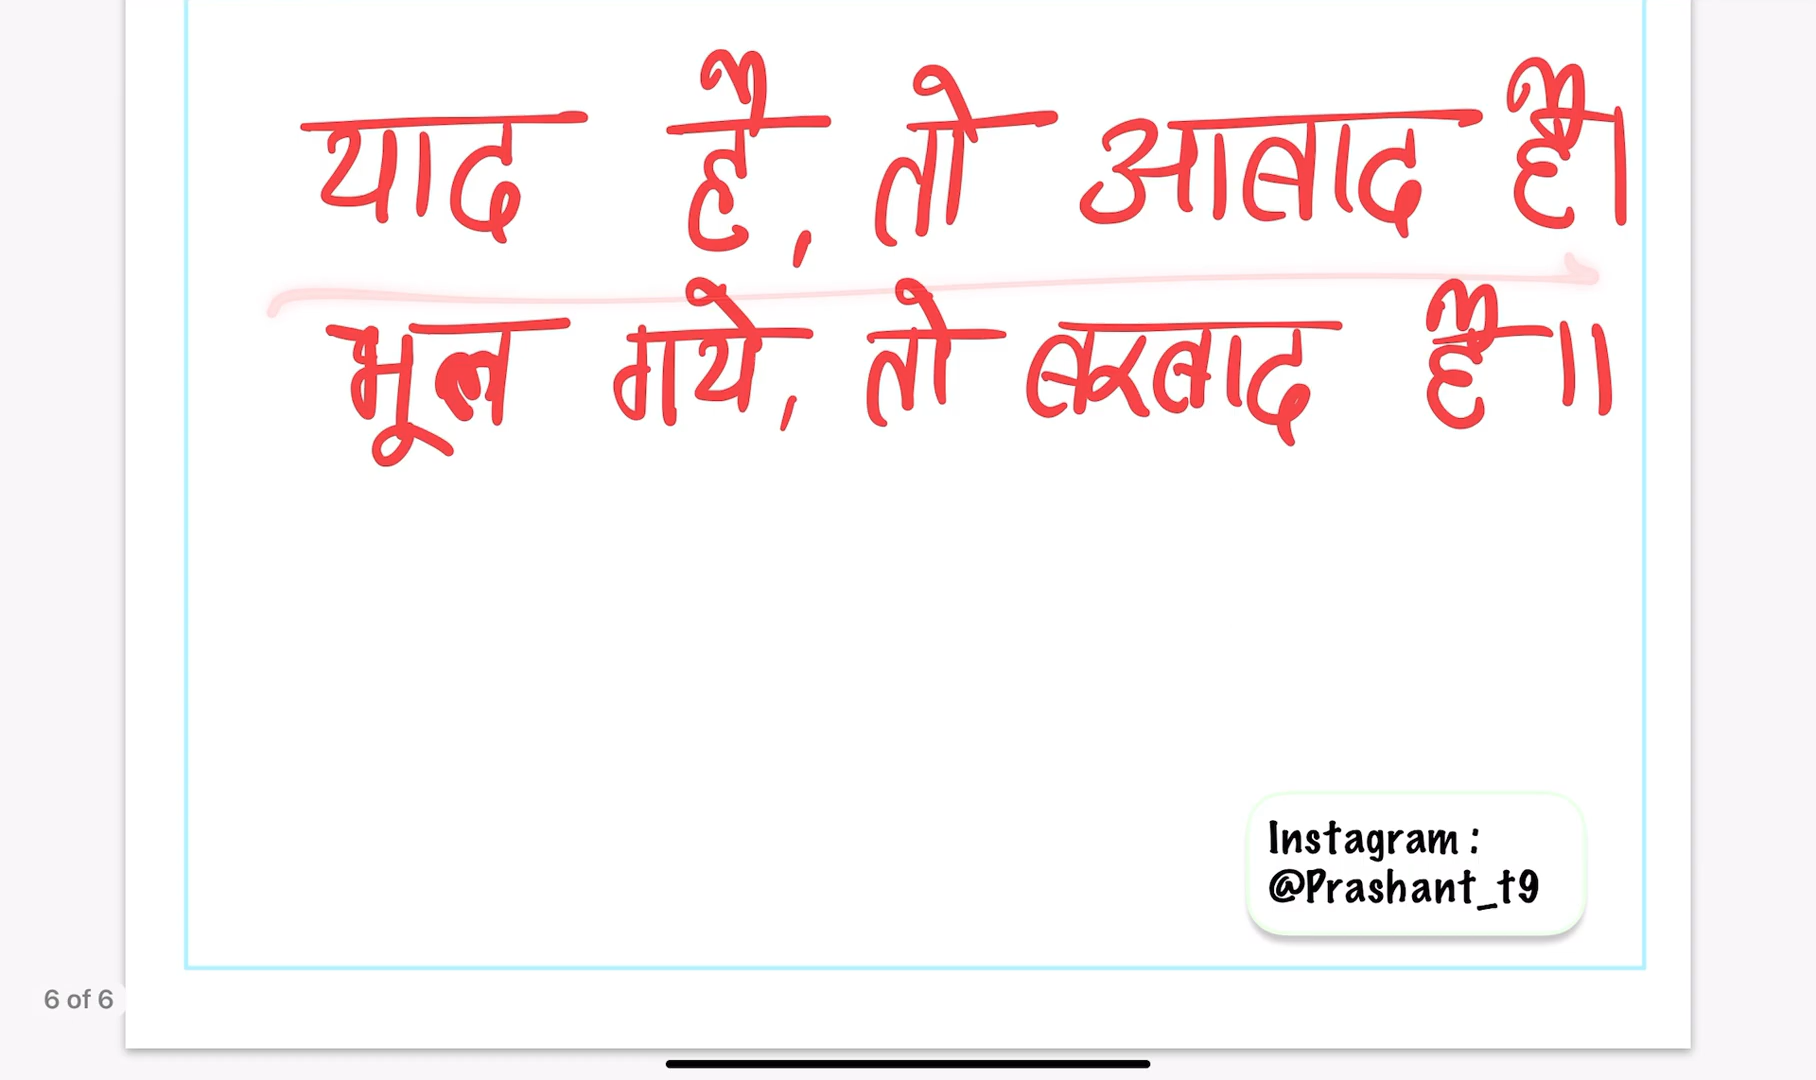 याद है, तो आबाद है।
भूल गये, तो बरबाद है॥
Instagram :
@Prashant_t9
6 of 6